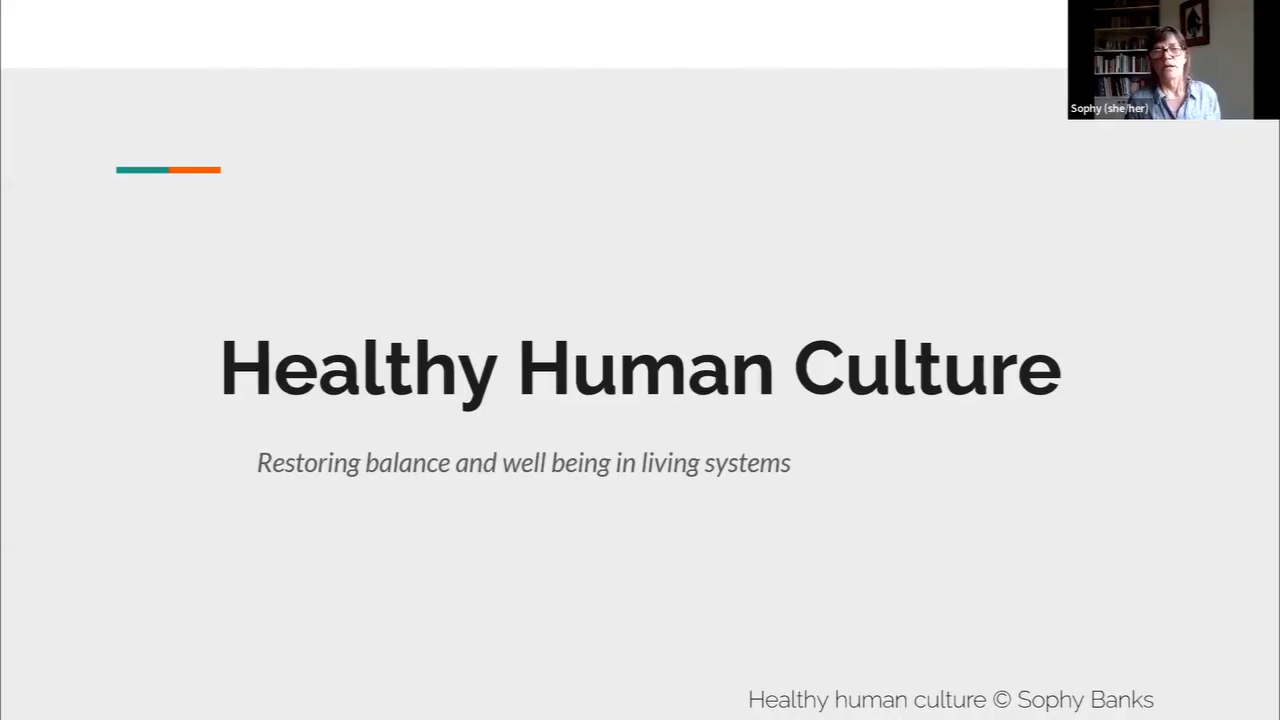 Sophy (she/her)
Healthy Human Culture
Restoring balance and well being in living systems
Healthy human culture © Sophy Banks